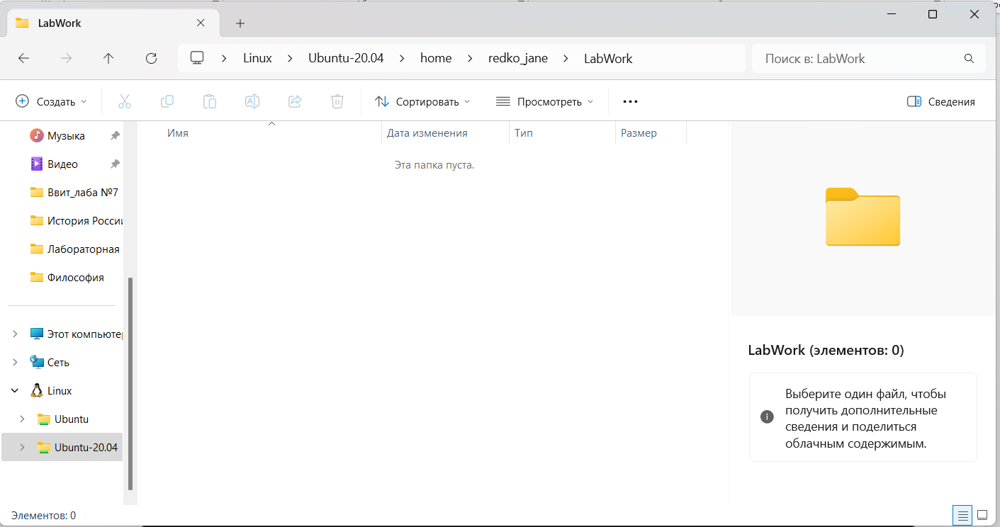 LabWork
Linux Ubuntu-20.04 home redko_jane LabWork
Поиск в: LabWork
Создать
Сортировать
Просмотреть
Сведения
Имя Дата изменения Тип Размер
Эта папка пуста.
Музыка
Видео
Ввит_лаба №7
История Росси
Лабораторная
Философия
Этот компьютер
Сеть
Linux
Ubuntu
Ubuntu-20.04
LabWork (элементов: 0)
Выберите один файл, чтобы
получить дополнительные
сведения и поделиться
облачным содержимым.
Элементов: 0